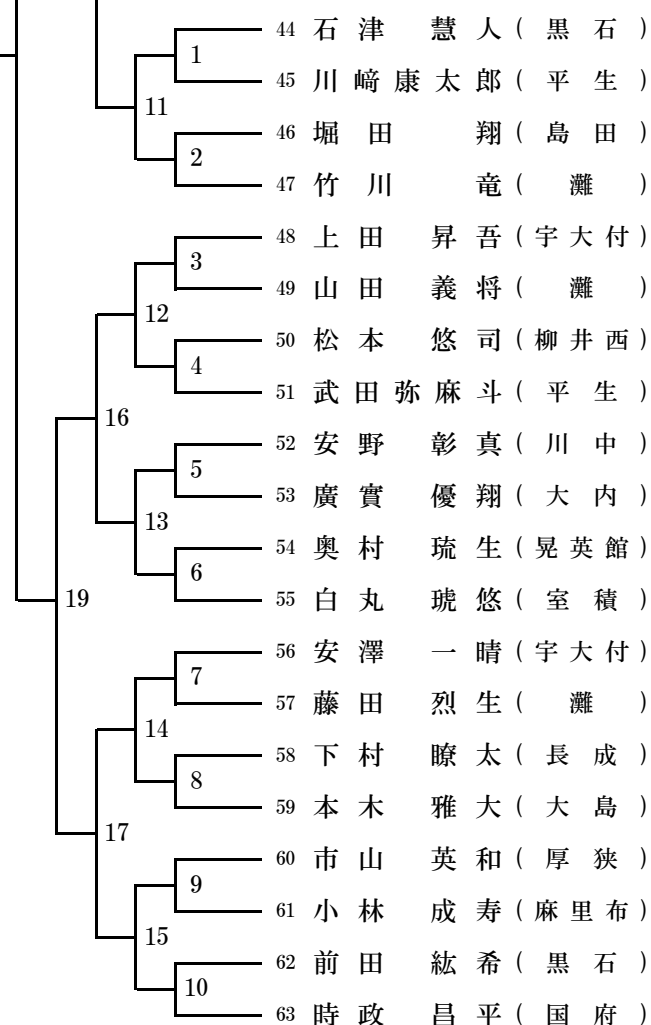 44 石津 慧人 (黒石)
1
45 川﨑康太郎 (平生)
11
46 堀田 翔 (島田)
2
47 竹川 竜 (灘)
48 上田 昇吾 (宇大付)
3
49 山田 義将 (灘)
12
50 松本 悠司 (柳井西)
4
51 武田弥麻斗 (平生)
16
52 安野 彰真 (川中)
5
53 廣實 優翔 (大内)
13
54 奥村 琉生 (晃英館)
6
55 白丸 琥悠 (室積)
19
56 安澤 一晴 (宇大付)
7
57 藤田 烈生 (灘)
14
58 下村 瞭太 (長成)
8
59 本木 雅大 (大島)
17
60 市山 英和 (厚狭)
9
61 小林 成寿 (麻里布)
15
62 前田 紘希 (黒石)
10
63 時政 昌平 (国府)